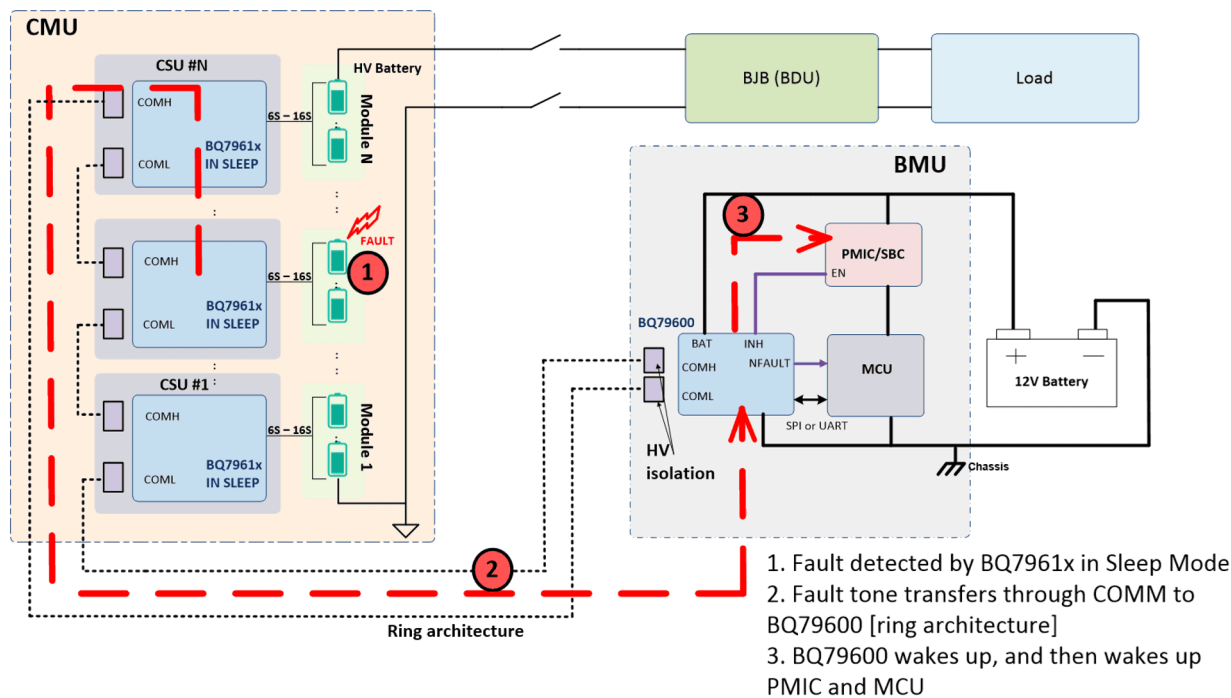 CMU
CSU #N
HV Battery
COMH
COML
BQ7961x
IN SLEEP
6S – 16S
Module N
COMH
COML
BQ7961x
IN SLEEP
6S – 16S
FAULT
1
CSU #1
COMH
COML
BQ7961x
IN SLEEP
6S – 16S
Module 1
BJB (BDU)
Load
BMU
3
PMIC/SBC
EN
BQ79600
BAT
INH
NFAULT
COMH
COML
MCU
SPI or UART
12V Battery
HV
isolation
Chassis
2
Ring architecture
1. Fault detected by BQ7961x in Sleep Mode
2. Fault tone transfers through COMM to
BQ79600 [ring architecture]
3. BQ79600 wakes up, and then wakes up
PMIC and MCU